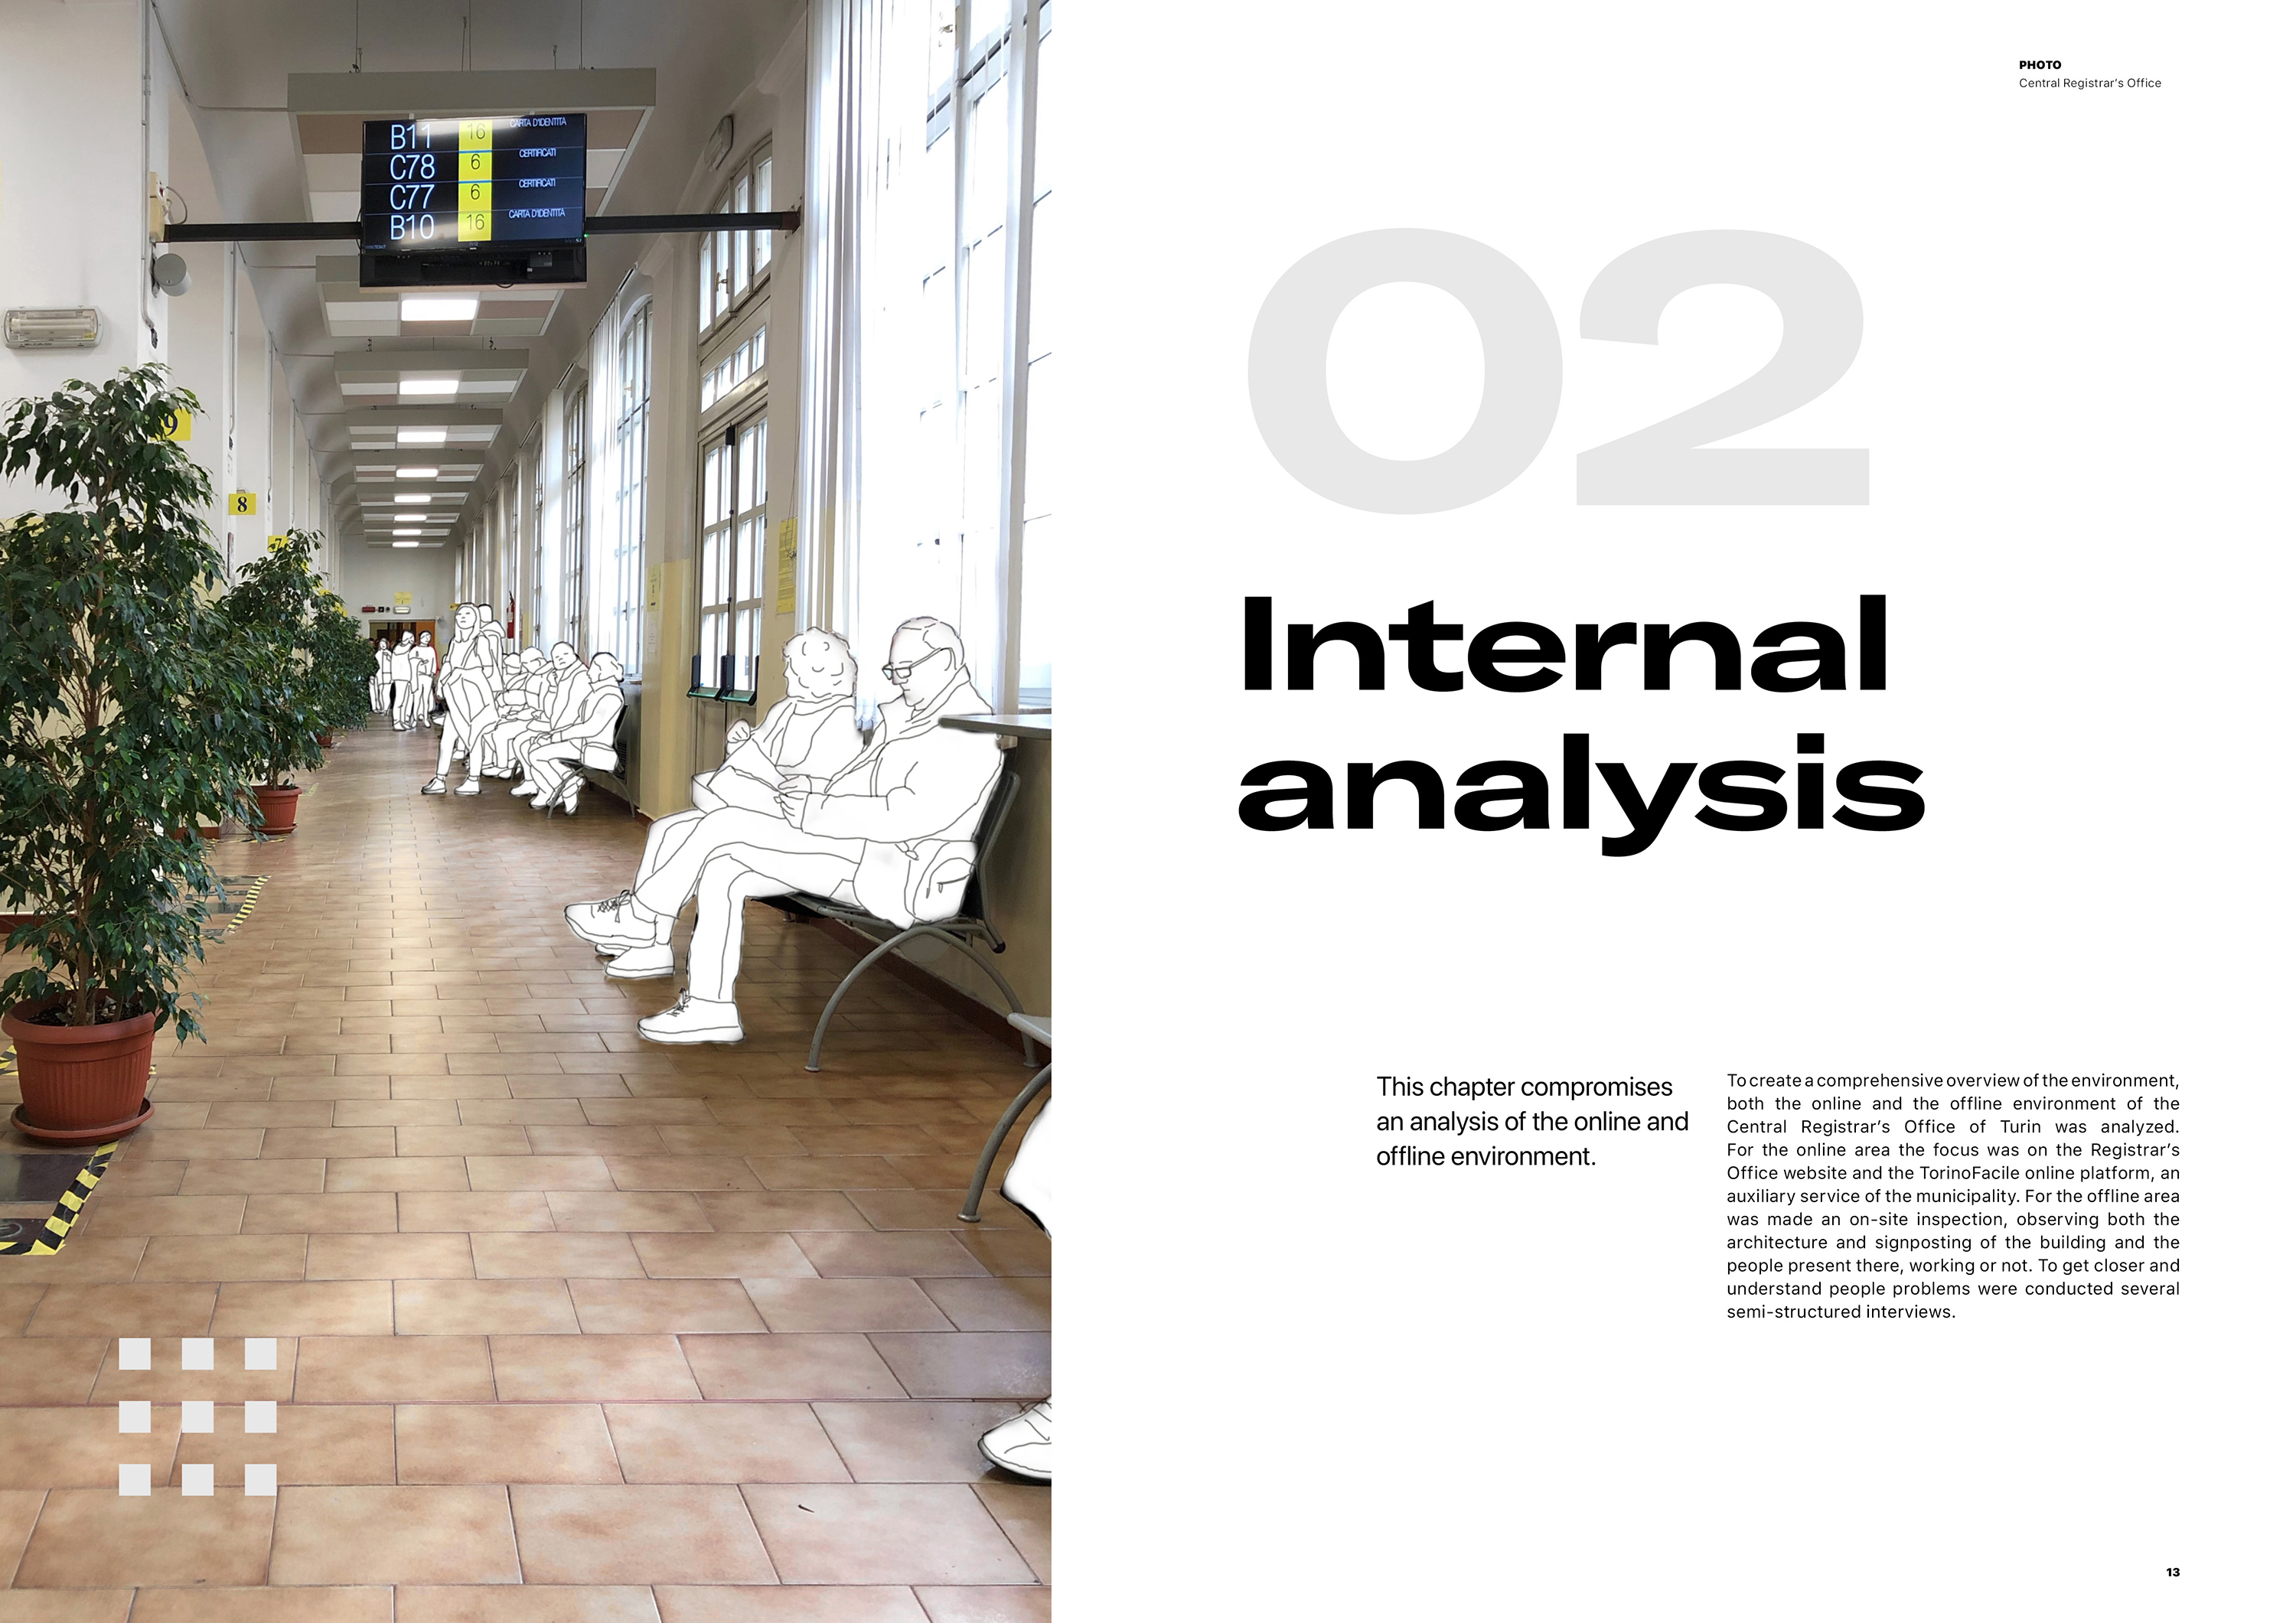 B11 16 CARTA D'IDENTITA
C78 6 CERTIFICATI
C77 6 CERTIFICATI
B10 16 CARTA D'IDENTITA
9
8
7
PHOTO
Central Registrar's Office
02
Internal
analysis
This chapter compromises
an analysis of the online and
offline environment.
To create a comprehensive overview of the environment,
both the online and the offline environment of the
Central Registrar's Office of Turin was analyzed.
For the online area the focus was on the Registrar's
Office website and the TorinoFacile online platform, an
auxiliary service of the municipality. For the offline area
was made an on-site inspection, observing both the
architecture and signposting of the building and the
people present there, working or not. To get closer and
understand people problems were conducted several
semi-structured interviews.
13